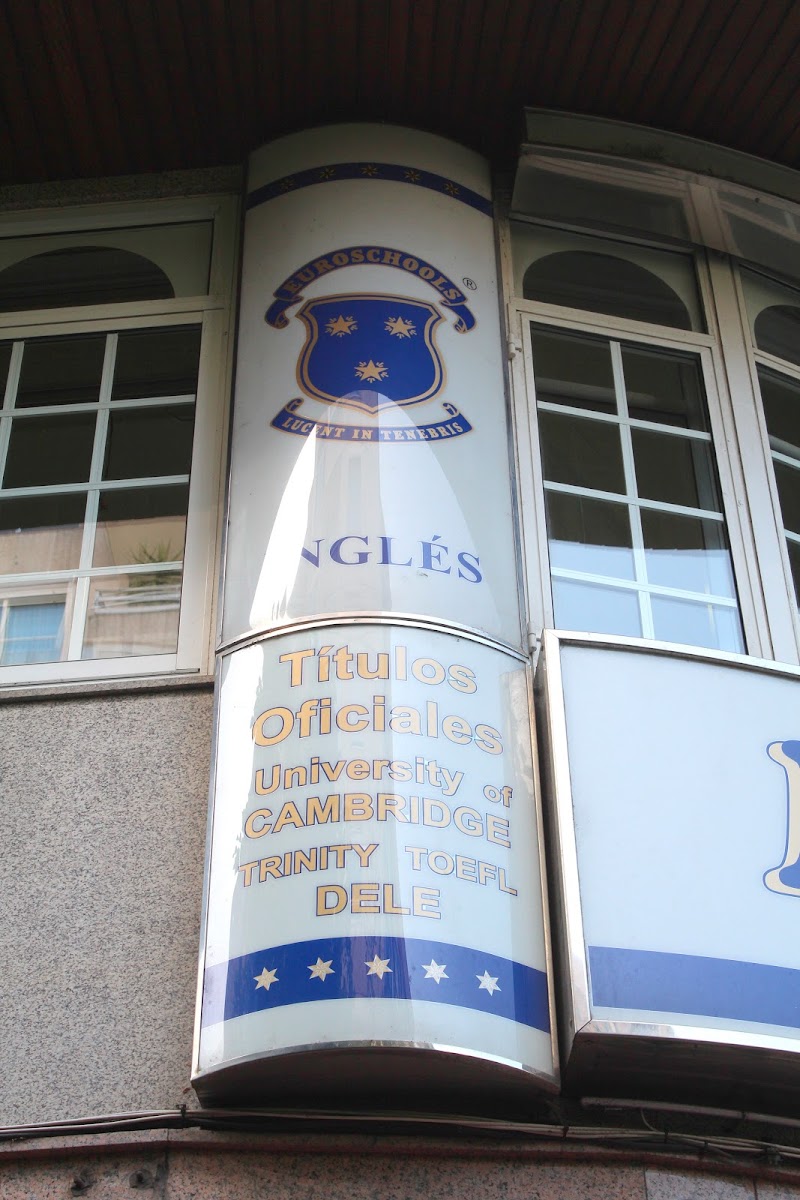 EUROSCHOOLS ®
LUCENT IN TENEBRIS
INGLÉS
Títulos
Oficiales
University of
CAMBRIDGE
TRINITY TOEFL
DELE